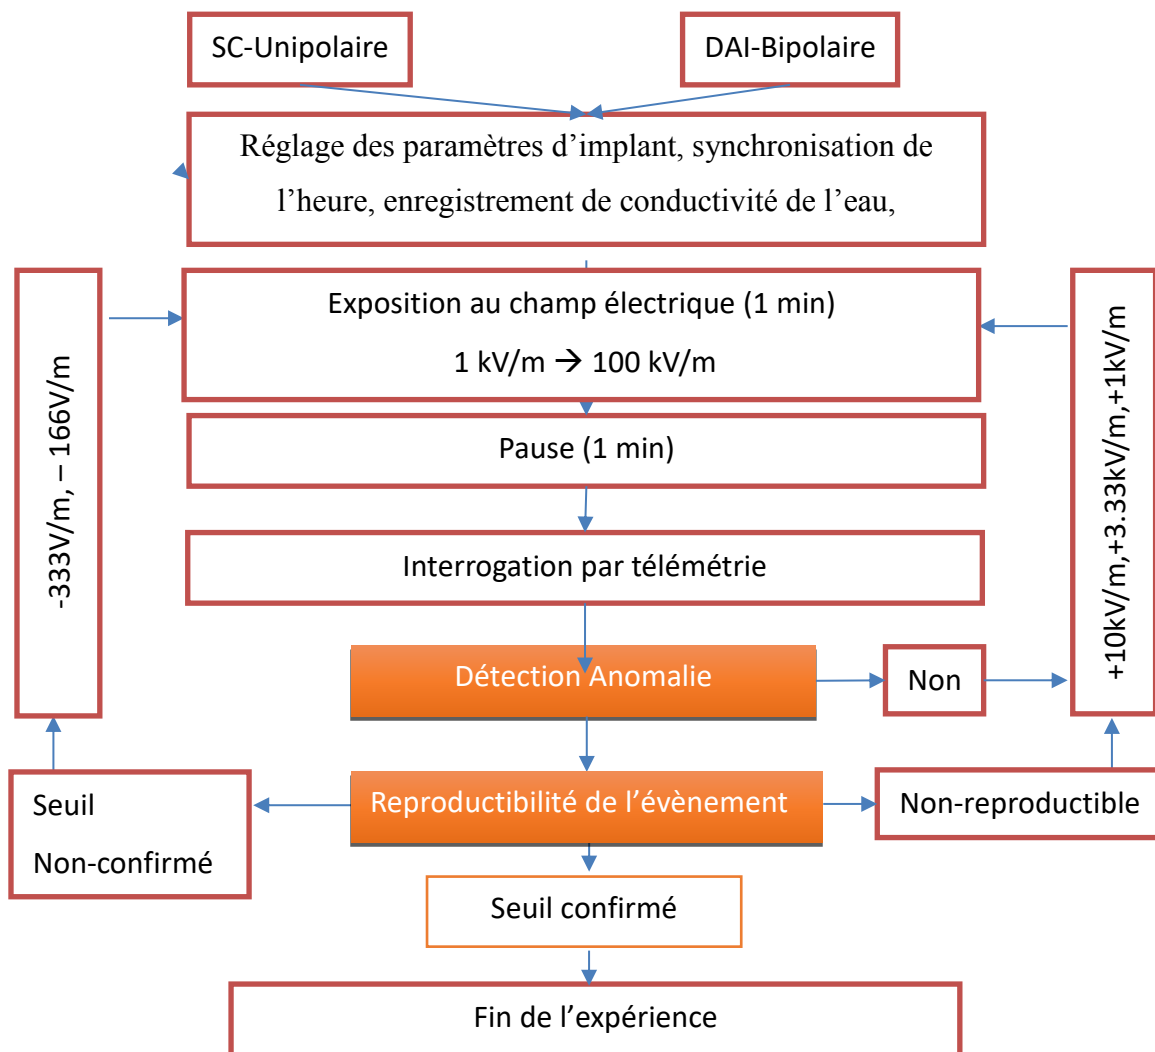 SC-Unipolaire
DAI-Bipolaire
Réglage des paramètres d’implant, synchronisation de
l’heure, enregistrement de conductivité de l’eau,
Exposition au champ électrique (1 min)
1 kV/m → 100 kV/m
Pause (1 min)
Interrogation par télémétrie
Détection Anomalie
Non
+10kV/m,+3.33kV/m,+1kV/m
-333V/m, – 166V/m
Reproductibilité de l’évènement
Non-reproductible
Seuil
Non-confirmé
Seuil confirmé
Fin de l’expérience